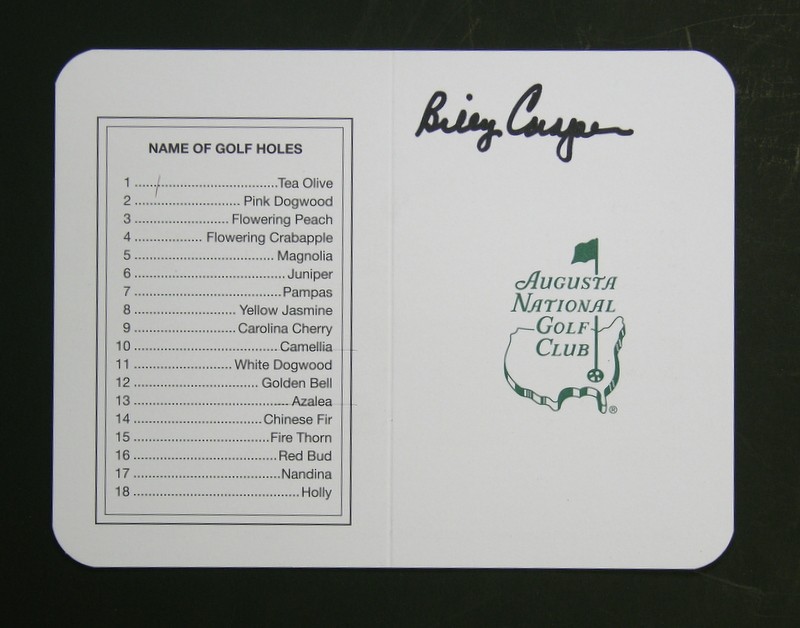 NAME OF GOLF HOLES
1 ........................................Tea Olive
2 .............................. Pink Dogwood
3 ...........................Flowering Peach
4 ................... Flowering Crabapple
5 ....................................... Magnolia
6 ...........................................Juniper
7 .........................................Pampas
8 .............................Yellow Jasmine
9 .............................Carolina Cherry
10 ........................................ Camellia
11 ............................ White Dogwood
12 ................................... Golden Bell
13 ............................................ Azalea
14 .....................................Chinese Fir
15 .......................................Fire Thorn
16 .........................................Red Bud
17 ..........................................Nandina
18 ...............................................Holly
Billy Casper
AUGUSTA
NATIONAL
GOLF
CLUB
®